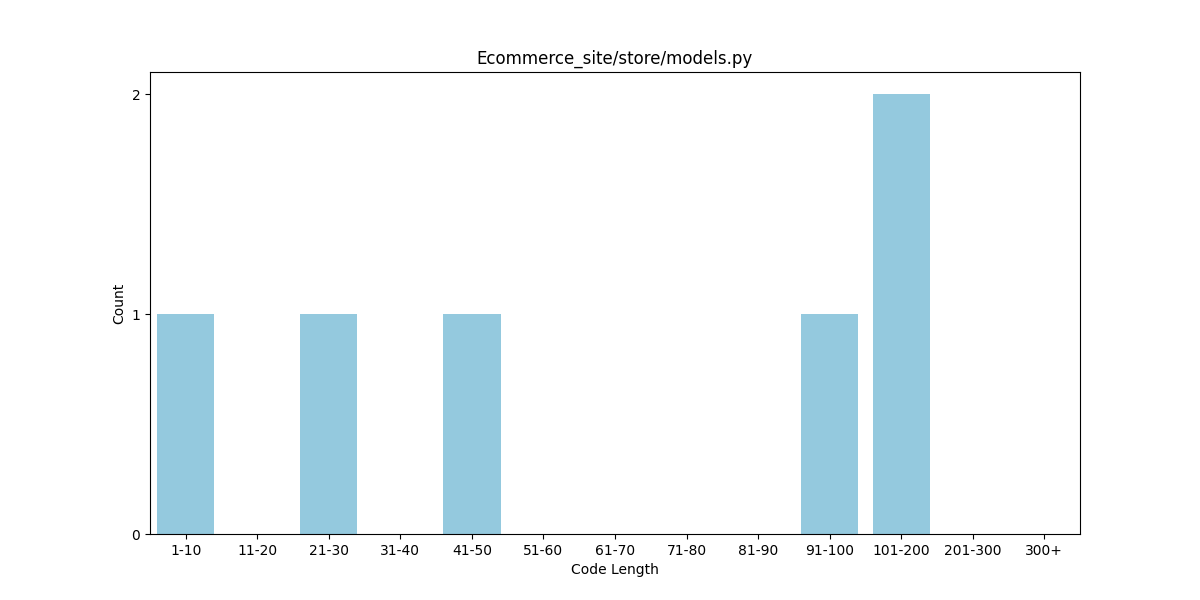 Ecommerce_site/store/models.py
Count
2
1
0
1-10 11-20 21-30 31-40 41-50 51-60 61-70 71-80 81-90 91-100 101-200 201-300 300+
Code Length